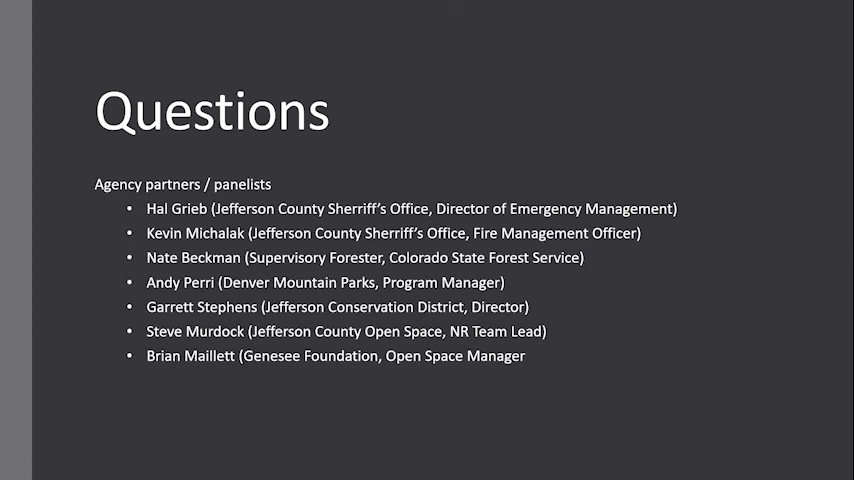 Questions
Agency partners / panelists
• Hal Grieb (Jefferson County Sherriff's Office, Director of Emergency Management)
• Kevin Michalak (Jefferson County Sherriff's Office, Fire Management Officer)
• Nate Beckman (Supervisory Forester, Colorado State Forest Service)
• Andy Perri (Denver Mountain Parks, Program Manager)
• Garrett Stephens (Jefferson Conservation District, Director)
• Steve Murdock (Jefferson County Open Space, NR Team Lead)
• Brian Maillett (Genesee Foundation, Open Space Manager